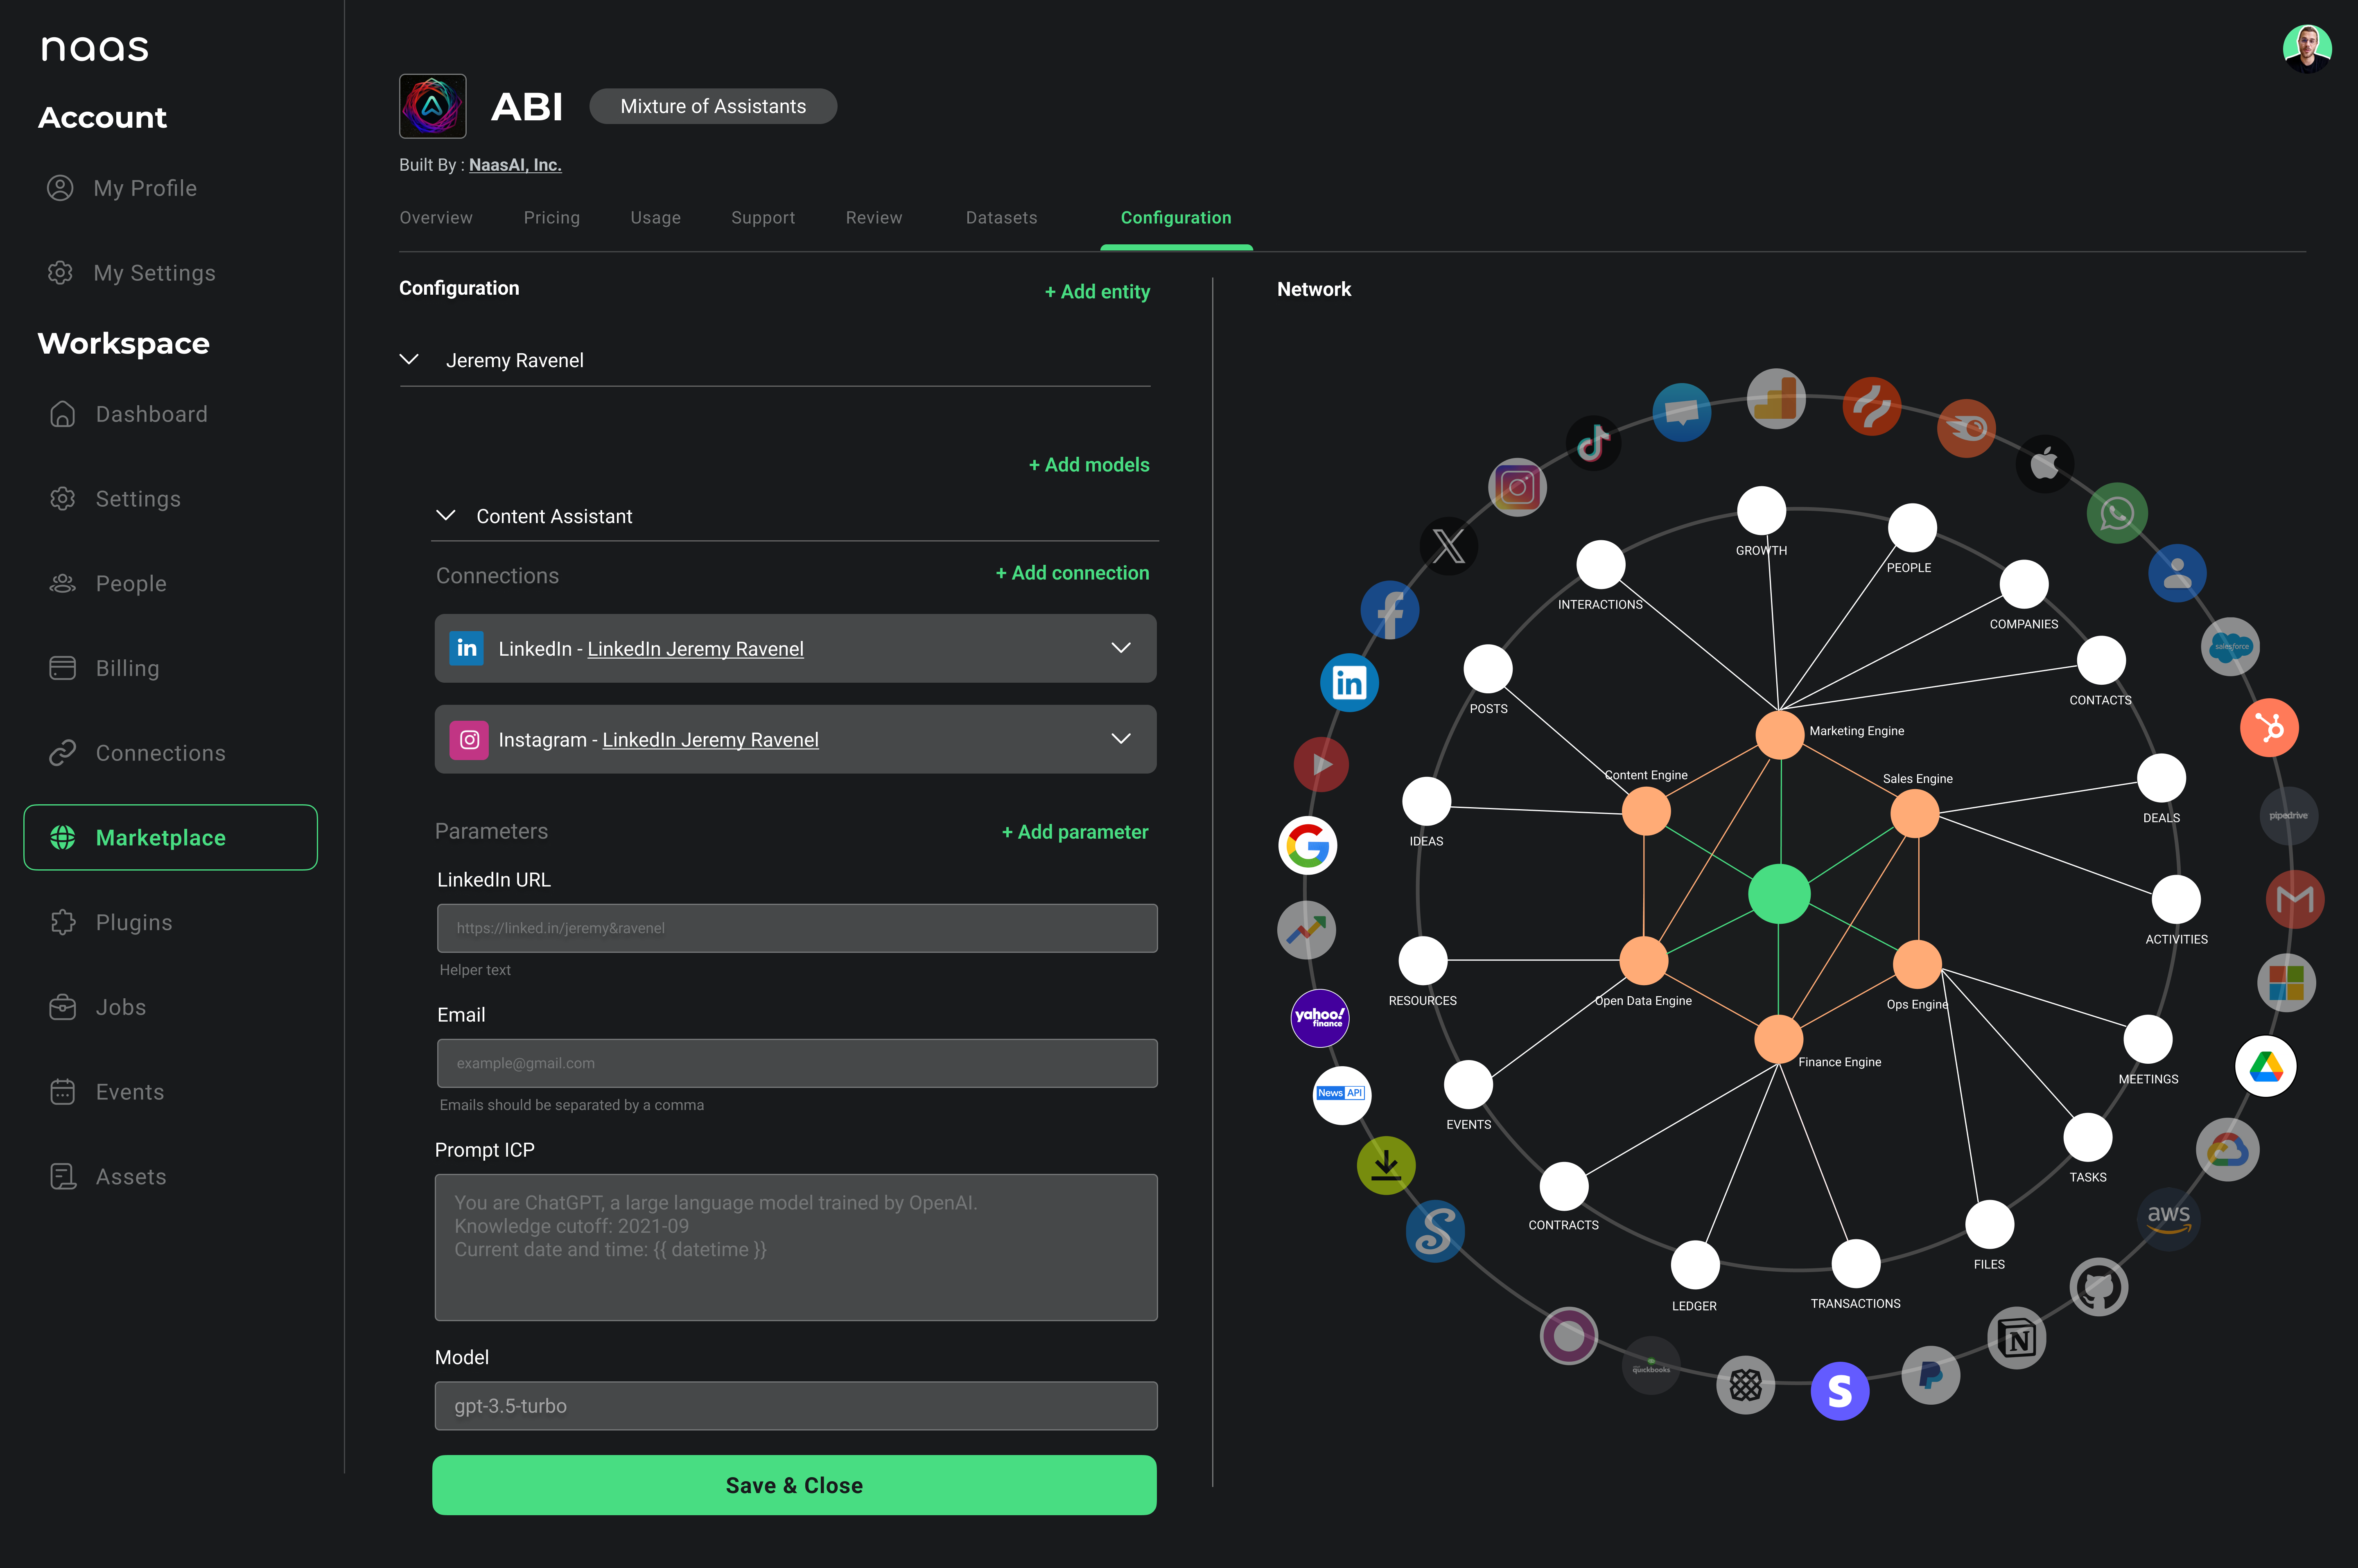 naas
Account
My Profile
My Settings
Workspace
Dashboard
Settings
People
Billing
Connections
Marketplace
Plugins
Jobs
Events
Assets
ABI
Mixture of Assistants
Built By : NaasAI, Inc.
Overview
Pricing
Usage
Support
Review
Datasets
Configuration
Configuration
+ Add entity
Jeremy Ravenel
+ Add models
Content Assistant
Connections
+ Add connection
in
LinkedIn - LinkedIn Jeremy Ravenel
Instagram - LinkedIn Jeremy Ravenel
Parameters
+ Add parameter
LinkedIn URL
https://linked.in/jeremy&ravenel
Helper text
Email
example@gmail.com
Emails should be separated by a comma
Prompt ICP
You are ChatGPT, a large language model trained by OpenAI.
Knowledge cutoff: 2021-09
Current date and time: {{ datetime }}
Model
gpt-3.5-turbo
Save & Close
Network
GROWTH
PEOPLE
INTERACTIONS
COMPANIES
salesforce
in
CONTACTS
POSTS
Marketing Engine
Content Engine
Sales Engine
pipedrive
DEALS
IDEAS
ACTIVITIES
RESOURCES
Open Data Engine
Ops Engine
yahoo!
finance
Finance Engine
MEETINGS
News API
EVENTS
TASKS
aws
CONTRACTS
FILES
LEDGER
TRANSACTIONS
N
quickbooks
S